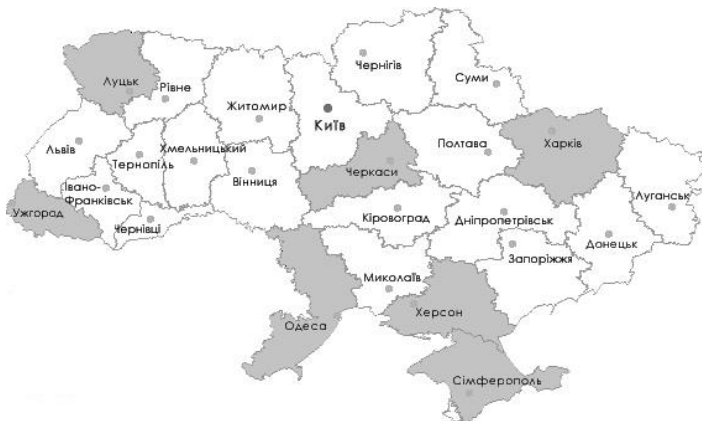 Чернігів
Луцьк
Рівне
Суми
Житомир
Київ
Львів
Тернопіль
Хмельницький
Полтава
Харків
Черкаси
Вінниця
Івано-
Франківськ
Ужгород
Чернівці
Кіровоград
Дніпропетрівськ
Луганськ
Донецьк
Запоріжжя
Миколаїв
Одеса
Херсон
Сімферополь